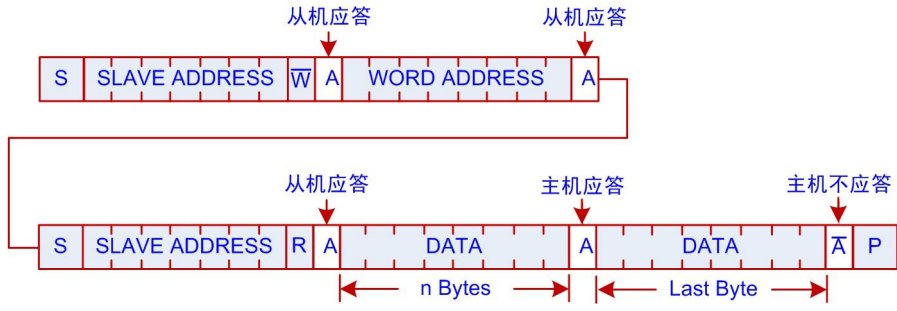 从机应答 从机应答
S SLAVE ADDRESS W̅ A WORD ADDRESS A
从机应答 主机应答 主机不应答
S SLAVE ADDRESS R A DATA A DATA A̅ P
n Bytes Last Byte